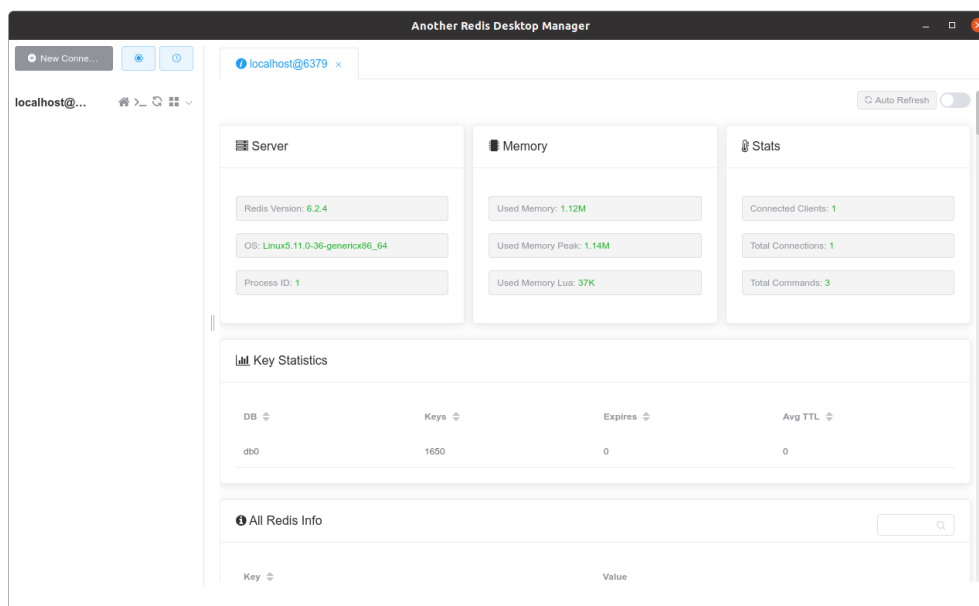 Another Redis Desktop Manager
New Conne...
localhost@6379
localhost@...
Auto Refresh
Server
Redis Version: 6.2.4
OS: Linux5.11.0-36-genericx86_64
Process ID: 1
Memory
Used Memory: 1.12M
Used Memory Peak: 1.14M
Used Memory Lua: 37K
Stats
Connected Clients: 1
Total Connections: 1
Total Commands: 3
Key Statistics
DB Keys Expires Avg TTL
db0 1650 0 0
All Redis Info
Key Value